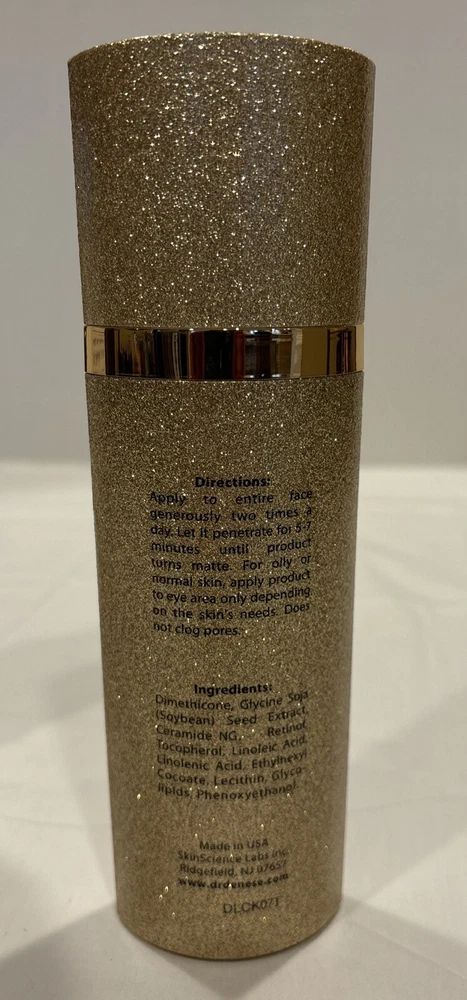 Directions:
Apply to entire face
generously two times a
day. Let it penetrate for 5-7
minutes until product
turns matte. For oily or
normal skin, apply product
to eye area only depending
on the skin's needs. Does
not clog pores.
Ingredients:
Dimethicone, Glycine Soja
(Soybean) Seed Extract,
Ceramide NG, Retinol,
Tocopherol, Linoleic Acid,
Linolenic Acid, Ethylhexyl
Cocoate, Lecithin, Glyco-
lipids, Phenoxyethanol.
Made in USA
SkinScience Labs Inc.
Ridgefield, NJ 07657
www.drdenese.com
DLCK071